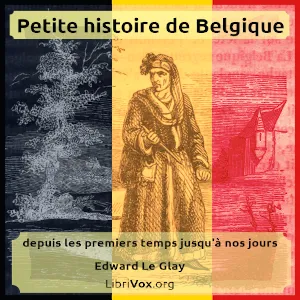 Petite histoire de Belgique
depuis les premiers temps jusqu'à nos jours
Edward Le Glay
LibriVox.org